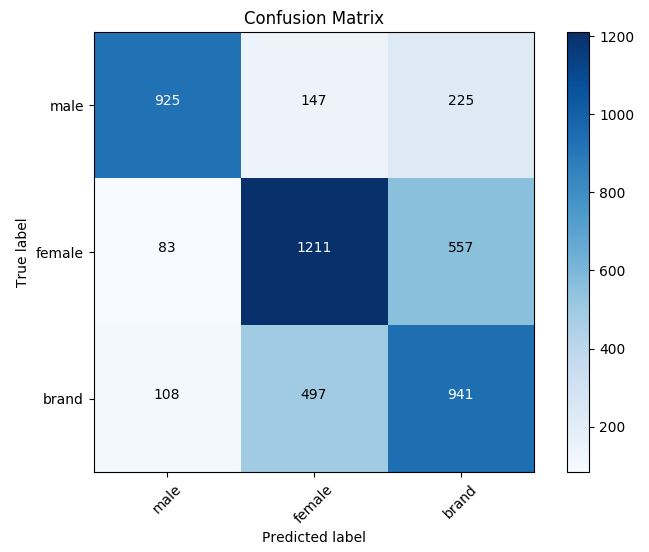 Confusion Matrix
True label
male
female
brand
925 147 225
83 1211 557
108 497 941
male female brand
Predicted label
1200
1000
800
600
400
200